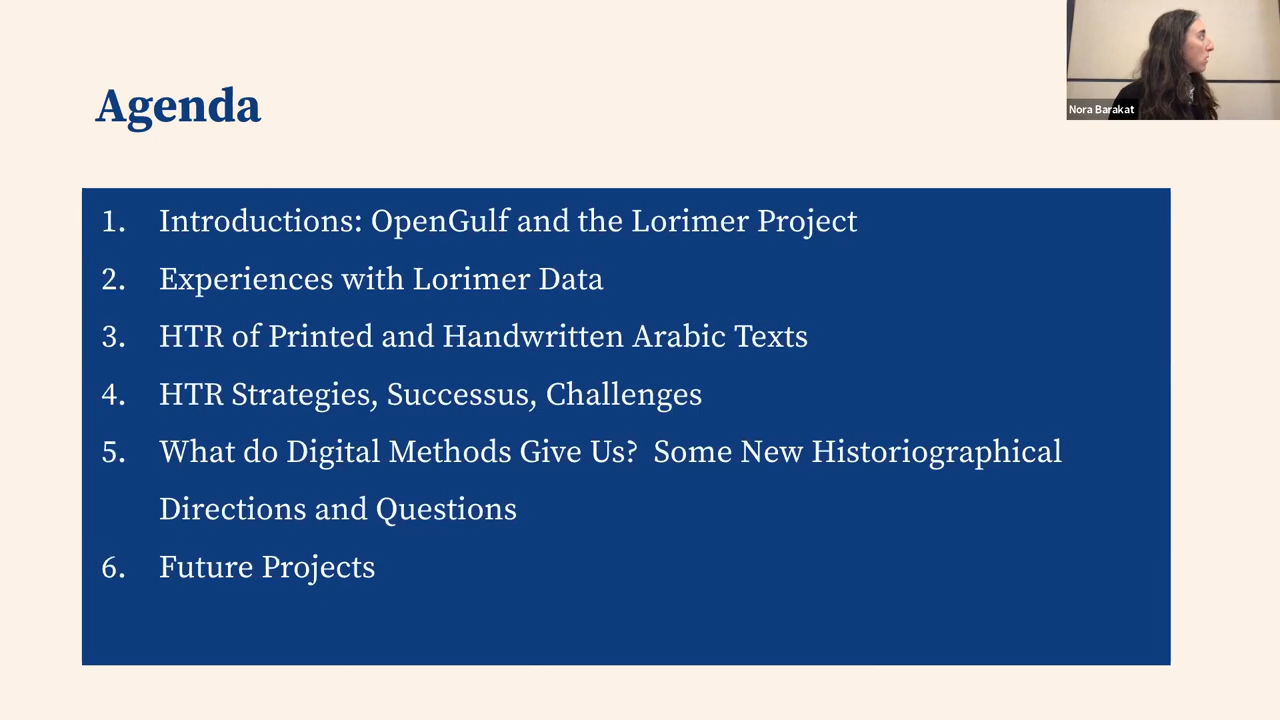 Agenda
Nora Barakat
1. Introductions: OpenGulf and the Lorimer Project
2. Experiences with Lorimer Data
3. HTR of Printed and Handwritten Arabic Texts
4. HTR Strategies, Successus, Challenges
5. What do Digital Methods Give Us?  Some New Historiographical
Directions and Questions
6. Future Projects